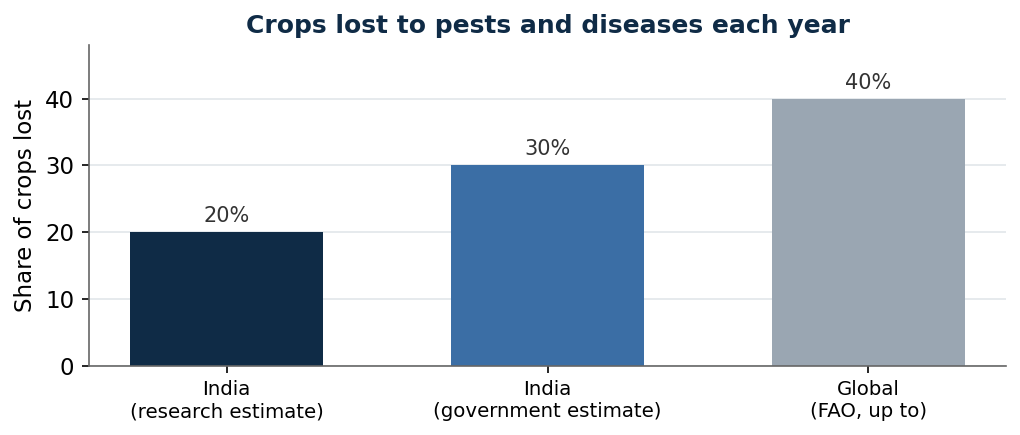 Crops lost to pests and diseases each year
Share of crops lost
40
30
20
10
0
20%
30%
40%
India
(research estimate)
India
(government estimate)
Global
(FAO, up to)